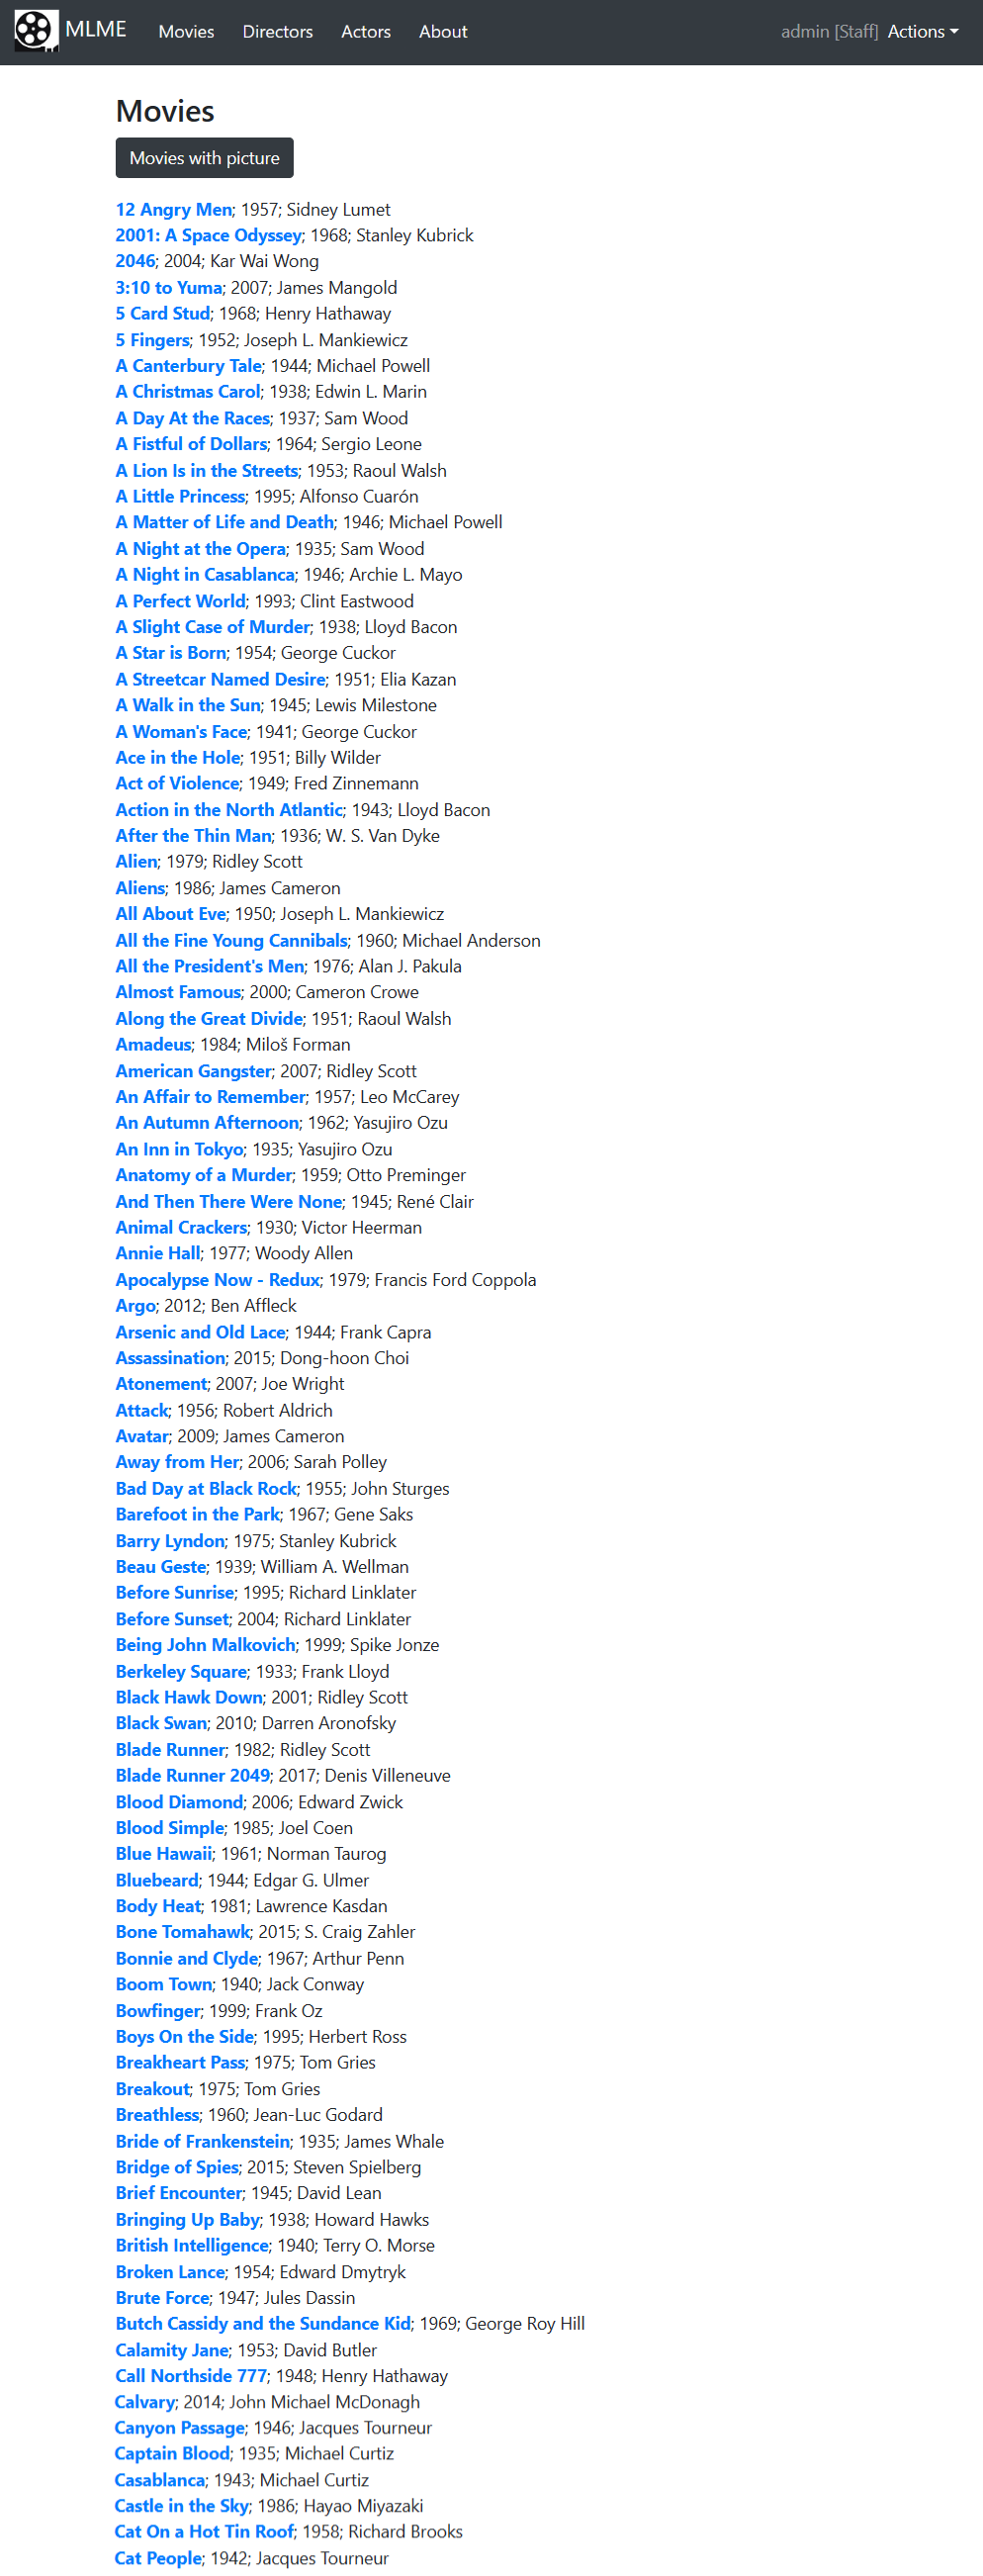 MLME Movies Directors Actors About admin [Staff] Actions
Movies
Movies with picture
12 Angry Men; 1957; Sidney Lumet
2001: A Space Odyssey; 1968; Stanley Kubrick
2046; 2004; Kar Wai Wong
3:10 to Yuma; 2007; James Mangold
5 Card Stud; 1968; Henry Hathaway
5 Fingers; 1952; Joseph L. Mankiewicz
A Canterbury Tale; 1944; Michael Powell
A Christmas Carol; 1938; Edwin L. Marin
A Day At the Races; 1937; Sam Wood
A Fistful of Dollars; 1964; Sergio Leone
A Lion Is in the Streets; 1953; Raoul Walsh
A Little Princess; 1995; Alfonso Cuarón
A Matter of Life and Death; 1946; Michael Powell
A Night at the Opera; 1935; Sam Wood
A Night in Casablanca; 1946; Archie L. Mayo
A Perfect World; 1993; Clint Eastwood
A Slight Case of Murder; 1938; Lloyd Bacon
A Star is Born; 1954; George Cuckor
A Streetcar Named Desire; 1951; Elia Kazan
A Walk in the Sun; 1945; Lewis Milestone
A Woman's Face; 1941; George Cuckor
Ace in the Hole; 1951; Billy Wilder
Act of Violence; 1949; Fred Zinnemann
Action in the North Atlantic; 1943; Lloyd Bacon
After the Thin Man; 1936; W. S. Van Dyke
Alien; 1979; Ridley Scott
Aliens; 1986; James Cameron
All About Eve; 1950; Joseph L. Mankiewicz
All the Fine Young Cannibals; 1960; Michael Anderson
All the President's Men; 1976; Alan J. Pakula
Almost Famous; 2000; Cameron Crowe
Along the Great Divide; 1951; Raoul Walsh
Amadeus; 1984; Miloš Forman
American Gangster; 2007; Ridley Scott
An Affair to Remember; 1957; Leo McCarey
An Autumn Afternoon; 1962; Yasujiro Ozu
An Inn in Tokyo; 1935; Yasujiro Ozu
Anatomy of a Murder; 1959; Otto Preminger
And Then There Were None; 1945; René Clair
Animal Crackers; 1930; Victor Heerman
Annie Hall; 1977; Woody Allen
Apocalypse Now - Redux; 1979; Francis Ford Coppola
Argo; 2012; Ben Affleck
Arsenic and Old Lace; 1944; Frank Capra
Assassination; 2015; Dong-hoon Choi
Atonement; 2007; Joe Wright
Attack; 1956; Robert Aldrich
Avatar; 2009; James Cameron
Away from Her; 2006; Sarah Polley
Bad Day at Black Rock; 1955; John Sturges
Barefoot in the Park; 1967; Gene Saks
Barry Lyndon; 1975; Stanley Kubrick
Beau Geste; 1939; William A. Wellman
Before Sunrise; 1995; Richard Linklater
Before Sunset; 2004; Richard Linklater
Being John Malkovich; 1999; Spike Jonze
Berkeley Square; 1933; Frank Lloyd
Black Hawk Down; 2001; Ridley Scott
Black Swan; 2010; Darren Aronofsky
Blade Runner; 1982; Ridley Scott
Blade Runner 2049; 2017; Denis Villeneuve
Blood Diamond; 2006; Edward Zwick
Blood Simple; 1985; Joel Coen
Blue Hawaii; 1961; Norman Taurog
Bluebeard; 1944; Edgar G. Ulmer
Body Heat; 1981; Lawrence Kasdan
Bone Tomahawk; 2015; S. Craig Zahler
Bonnie and Clyde; 1967; Arthur Penn
Boom Town; 1940; Jack Conway
Bowfinger; 1999; Frank Oz
Boys On the Side; 1995; Herbert Ross
Breakheart Pass; 1975; Tom Gries
Breakout; 1975; Tom Gries
Breathless; 1960; Jean-Luc Godard
Bride of Frankenstein; 1935; James Whale
Bridge of Spies; 2015; Steven Spielberg
Brief Encounter; 1945; David Lean
Bringing Up Baby; 1938; Howard Hawks
British Intelligence; 1940; Terry O. Morse
Broken Lance; 1954; Edward Dmytryk
Brute Force; 1947; Jules Dassin
Butch Cassidy and the Sundance Kid; 1969; George Roy Hill
Calamity Jane; 1953; David Butler
Call Northside 777; 1948; Henry Hathaway
Calvary; 2014; John Michael McDonagh
Canyon Passage; 1946; Jacques Tourneur
Captain Blood; 1935; Michael Curtiz
Casablanca; 1943; Michael Curtiz
Castle in the Sky; 1986; Hayao Miyazaki
Cat On a Hot Tin Roof; 1958; Richard Brooks
Cat People; 1942; Jacques Tourneur